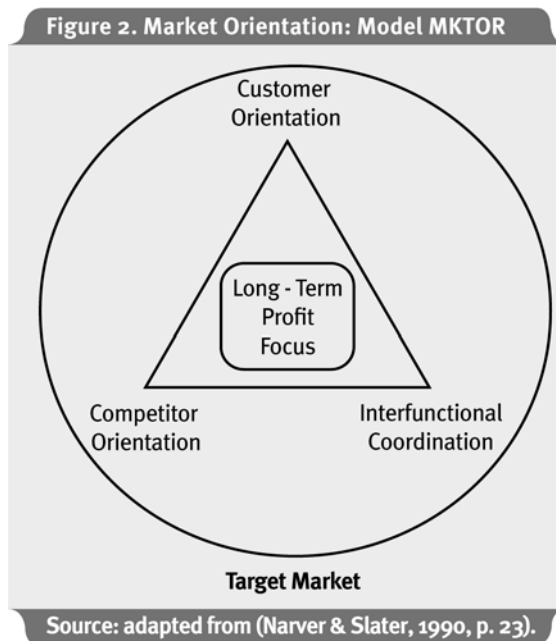 Figure 2. Market Orientation: Model MKTOR
Customer
Orientation
Long - Term
Profit
Focus
Competitor
Orientation
Interfunctional
Coordination
Target Market
Source: adapted from (Narver & Slater, 1990, p. 23).